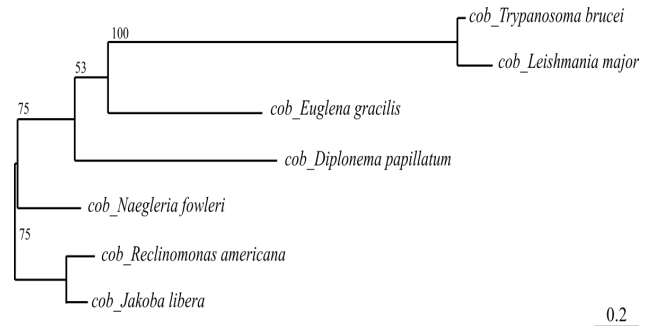 cob_Trypanosoma brucei
100
cob_Leishmania major
53
cob_Euglena gracilis
75
cob_Diplonema papillatum
cob_Naegleria fowleri
75
cob_Reclinomonas americana
cob_Jakoba libera
0.2